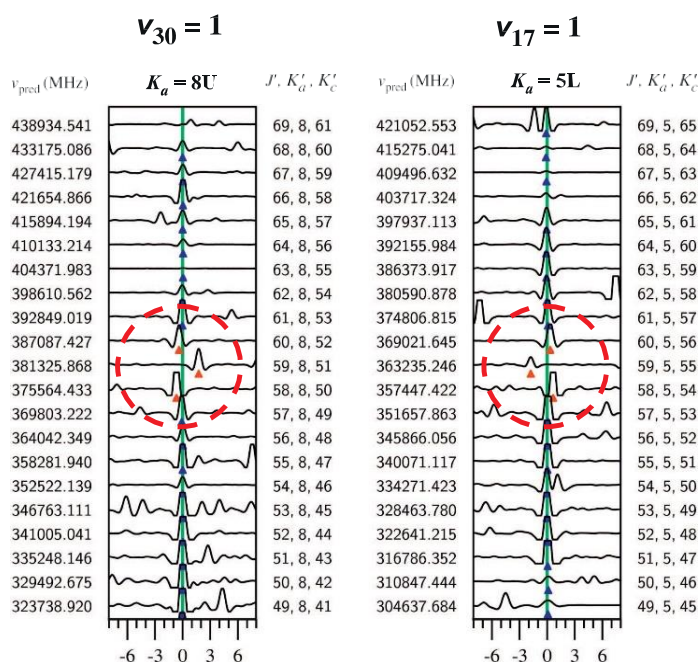 v30 = 1
v17 = 1
νpred (MHz) Ka = 8U J', K'a, K'c
νpred (MHz) Ka = 5L J', K'a, K'c
438934.541 69, 8, 61
433175.086 68, 8, 60
427415.179 67, 8, 59
421654.866 66, 8, 58
415894.194 65, 8, 57
410133.214 64, 8, 56
404371.983 63, 8, 55
398610.562 62, 8, 54
392849.019 61, 8, 53
387087.427 60, 8, 52
381325.868 59, 8, 51
375564.433 58, 8, 50
369803.222 57, 8, 49
364042.349 56, 8, 48
358281.940 55, 8, 47
352522.139 54, 8, 46
346763.111 53, 8, 45
341005.041 52, 8, 44
335248.146 51, 8, 43
329492.675 50, 8, 42
323738.920 49, 8, 41
-6 -3 0 3 6
421052.553 69, 5, 65
415275.041 68, 5, 64
409496.632 67, 5, 63
403717.324 66, 5, 62
397937.113 65, 5, 61
392155.984 64, 5, 60
386373.917 63, 5, 59
380590.878 62, 5, 58
374806.815 61, 5, 57
369021.645 60, 5, 56
363235.246 59, 5, 55
357447.422 58, 5, 54
351657.863 57, 5, 53
345866.056 56, 5, 52
340071.117 55, 5, 51
334271.423 54, 5, 50
328463.780 53, 5, 49
322641.215 52, 5, 48
316786.352 51, 5, 47
310847.444 50, 5, 46
304637.684 49, 5, 45
-6 -3 0 3 6